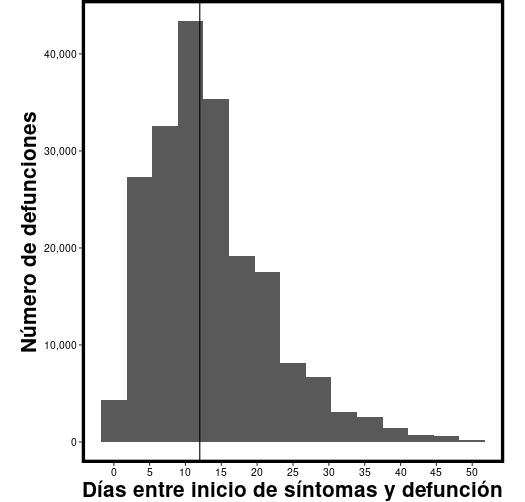 Número de defunciones
40,000
30,000
20,000
10,000
0
0 5 10 15 20 25 30 35 40 45 50
Días entre inicio de síntomas y defunción